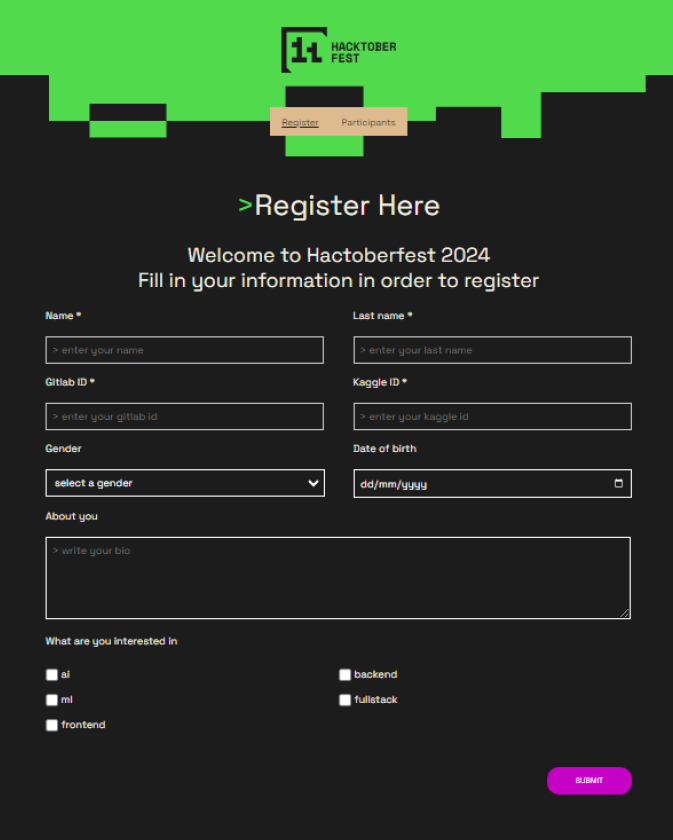 HACKTOBER
FEST
Register Participants
>Register Here
Welcome to Hactoberfest 2024
Fill in your information in order to register
Name * Last name *
> enter your name > enter your last name
Gitlab ID * Kaggle ID *
> enter your gitlab id > enter your kaggle id
Gender Date of birth
select a gender dd/mm/yyyy
About you
> write your bio
What are you interested in
ai backend
ml fullstack
frontend
SUBMIT